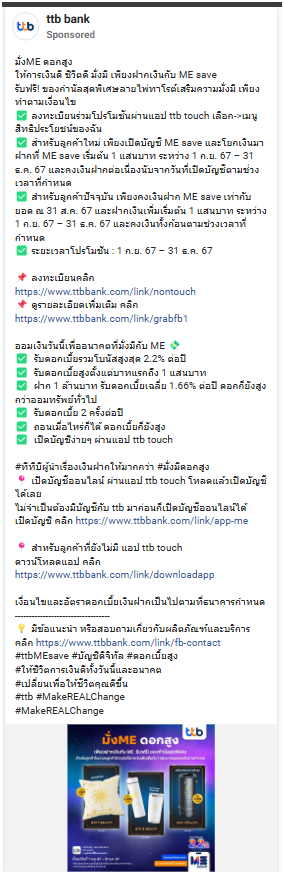 ttb bank
Sponsored
มั่งME ดอกสูง
ให้การเงินดี ชีวิตดี มั่งมี เพียงฝากเงินกับ ME save
รับฟรี! ของกำนัลสุดพิเศษลายไพ่ทาโรต์เสริมความมั่งมี เพียง
ทำตามเงื่อนไข
✅ ลงทะเบียนร่วมโปรโมชันผ่านแอป ttb touch เลือก->เมนู
สิทธิประโยชน์ของฉัน
✅ สำหรับลูกค้าใหม่ เพียงเปิดบัญชี ME save และโยกเงินมา
ฝากที่ ME save เริ่มต้น 1 แสนบาท ระหว่าง 1 ก.ย. 67 – 31
ธ.ค. 67 และคงเงินฝากต่อเนื่องนับจากวันที่เปิดบัญชีตามช่วง
เวลาที่กำหนด
✅ สำหรับลูกค้าปัจจุบัน เพียงคงเงินฝาก ME save เท่ากับ
ยอด ณ 31 ส.ค. 67 และฝากเงินเพิ่มเริ่มต้น 1 แสนบาท ระหว่าง
1 ก.ย. 67 – 31 ธ.ค. 67 และคงเงินทั้งก้อนตามช่วงเวลาที่
กำหนด
✅ ระยะเวลาโปรโมชัน : 1 ก.ย. 67 – 31 ธ.ค. 67
📌 ลงทะเบียนคลิก
https://www.ttbbank.com/link/nontouch
📌 ดูรายละเอียดเพิ่มเติม คลิก
https://www.ttbbank.com/link/grabfb1
ออมเงินวันนี้เพื่ออนาคตที่มั่งมีกับ ME 💸
✅ รับดอกเบี้ยรวมโบนัสสูงสุด 2.2% ต่อปี
✅ รับดอกเบี้ยสูงตั้งแต่บาทแรกถึง 1 แสนบาท
✅ ฝาก 1 ล้านบาท รับดอกเบี้ยเฉลี่ย 1.66% ต่อปี ดอกก็ยังสูง
กว่าออมทรัพย์ทั่วไป
✅ รับดอกเบี้ย 2 ครั้งต่อปี
✅ ถอนเมื่อไหร่ก็ได้ ดอกเบี้ยก็ยังสูง
✅ เปิดบัญชีง่ายๆ ผ่านแอป ttb touch
#ทีทีบีผู้นำเรื่องเงินฝากให้มากกว่า #มั่งมีดอกสูง
📍 เปิดบัญชีออนไลน์ ผ่านแอป ttb touch โหลดแล้วเปิดบัญชี
ได้เลย
ไม่จำเป็นต้องมีบัญชีกับ ttb มาก่อนก็เปิดบัญชีออนไลน์ได้
เปิดบัญชี คลิก https://www.ttbbank.com/link/app-me
📍 สำหรับลูกค้าที่ยังไม่มี แอป ttb touch
ดาวน์โหลดแอป คลิก
https://www.ttbbank.com/link/downloadapp
เงื่อนไขและอัตราดอกเบี้ยเงินฝากเป็นไปตามที่ธนาคารกำหนด
----------------------------------
💡 มีข้อแนะนำ หรือสอบถามเกี่ยวกับผลิตภัณฑ์และบริการ
คลิก https://www.ttbbank.com/link/fb-contact
#ttbMEsave #บัญชีดิจิทัล #ดอกเบี้ยสูง
#ให้ชีวิตการเงินดีทั้งวันนี้และอนาคต
#เปลี่ยนเพื่อให้ชีวิตคุณดีขึ้น
#ttb #MakeREALChange
#MakeREALChange
ttb
มั่งME ดอกสูง
2.2%
ME